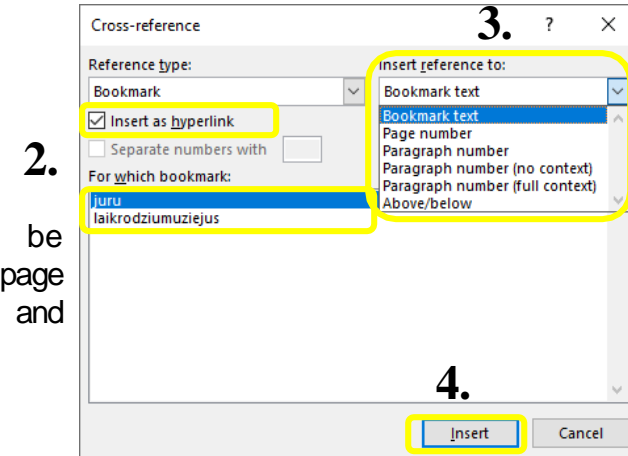 Cross-reference
3.
?
Reference type:
Insert reference to:
Bookmark
Bookmark text
Insert as hyperlink
Bookmark text
Page number
Separate numbers with
Paragraph number
2.
Paragraph number (no context)
For which bookmark:
Paragraph number (full context)
juru
Above/below
laikrodziumuziejus
be
page
and
4.
Insert
Cancel